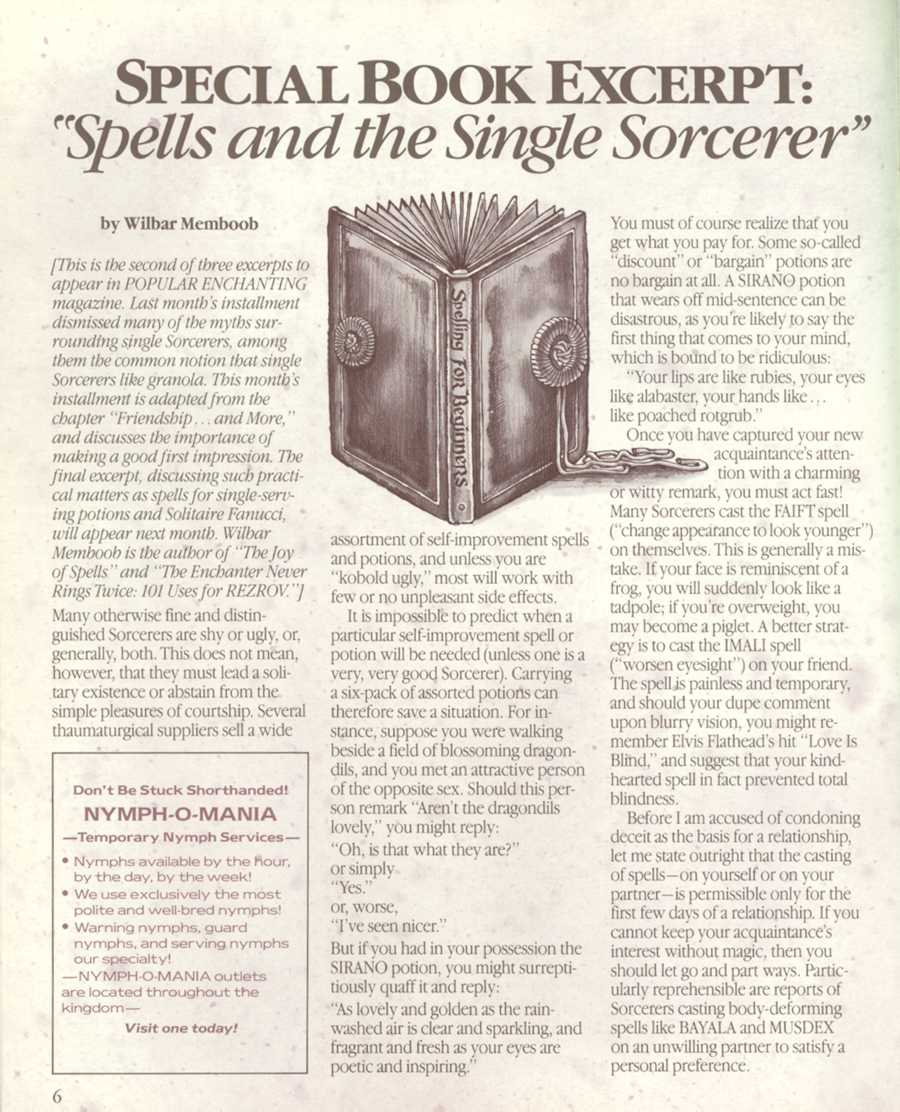 SPECIAL BOOK EXCERPT:
"Spells and the Single Sorcerer"
by Wilbar Memboob
[This is the second of three excerpts to
appear in POPULAR ENCHANTING
magazine. Last month's installment
dismissed many of the myths sur-
rounding single Sorcerers, among
them the common notion that single
Sorcerers like granola. This month's
installment is adapted from the
chapter "Friendship... and More,"
and discusses the importance of
making a good first impression. The
final excerpt, discussing such practi-
cal matters as spells for single-serv-
ing potions and Solitaire Fanucci,
will appear next month. Wilbar
Memboob is the author of "The Joy
of Spells" and "The Enchanter Never
Rings Twice: 101 Uses for REZROV."]
Many otherwise fine and distin-
guished Sorcerers are shy or ugly, or,
generally, both. This does not mean,
however, that they must lead a soli-
tary existence or abstain from the
simple pleasures of courtship. Several
thaumaturgical suppliers sell a wide
Don't Be Stuck Shorthanded!
NYMPH-O-MANIA
—Temporary Nymph Services—
• Nymphs available by the hour,
by the day, by the week!
• We use exclusively the most
polite and well-bred nymphs!
• Warning nymphs, guard
nymphs, and serving nymphs
our specialty!
—NYMPH-O-MANIA outlets
are located throughout the
kingdom—
Visit one today!
6
Spelling For Beginners
assortment of self-improvement spells
and potions, and unless you are
"kobold ugly," most will work with
few or no unpleasant side effects.
It is impossible to predict when a
particular self-improvement spell or
potion will be needed (unless one is a
very, very good Sorcerer). Carrying
a six-pack of assorted potions can
therefore save a situation. For in-
stance, suppose you were walking
beside a field of blossoming dragon-
dils, and you met an attractive person
of the opposite sex. Should this per-
son remark "Aren't the dragondils
lovely," you might reply:
"Oh, is that what they are?"
or simply
"Yes."
or, worse,
"I've seen nicer."
But if you had in your possession the
SIRANO potion, you might surrepti-
tiously quaff it and reply:
"As lovely and golden as the rain-
washed air is clear and sparkling, and
fragrant and fresh as your eyes are
poetic and inspiring."
You must of course realize that you
get what you pay for. Some so-called
"discount" or "bargain" potions are
no bargain at all. A SIRANO potion
that wears off mid-sentence can be
disastrous, as you're likely to say the
first thing that comes to your mind,
which is bound to be ridiculous:
"Your lips are like rubies, your eyes
like alabaster, your hands like...
like poached rotgrub."
Once you have captured your new
acquaintance's atten-
tion with a charming
or witty remark, you must act fast!
Many Sorcerers cast the FAIFT spell
("change appearance to look younger")
on themselves. This is generally a mis-
take. If your face is reminiscent of a
frog, you will suddenly look like a
tadpole; if you're overweight, you
may become a piglet. A better strat-
egy is to cast the IMALI spell
("worsen eyesight") on your friend.
The spell is painless and temporary,
and should your dupe comment
upon blurry vision, you might re-
member Elvis Flathead's hit "Love Is
Blind," and suggest that your kind-
hearted spell in fact prevented total
blindness.
Before I am accused of condoning
deceit as the basis for a relationship,
let me state outright that the casting
of spells—on yourself or on your
partner—is permissible only for the
first few days of a relationship. If you
cannot keep your acquaintance's
interest without magic, then you
should let go and part ways. Partic-
ularly reprehensible are reports of
Sorcerers casting body-deforming
spells like BAYALA and MUSDEX
on an unwilling partner to satisfy a
personal preference.